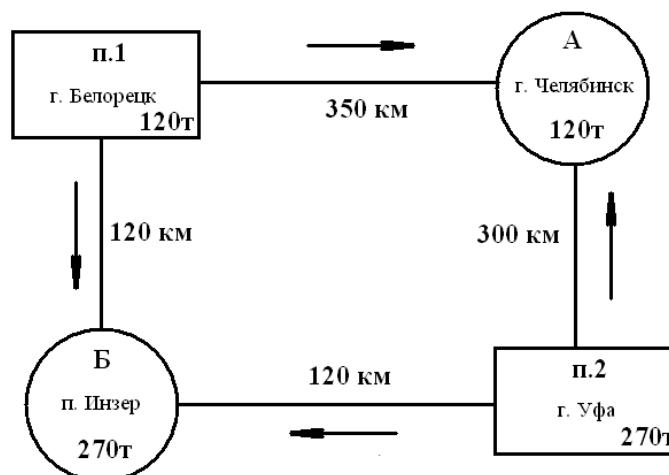 п.1
г. Белорецк
120т
350 км
А
г. Челябинск
120т
120 км
300 км
Б
п. Инзер
270т
120 км
п.2
г. Уфа
270т